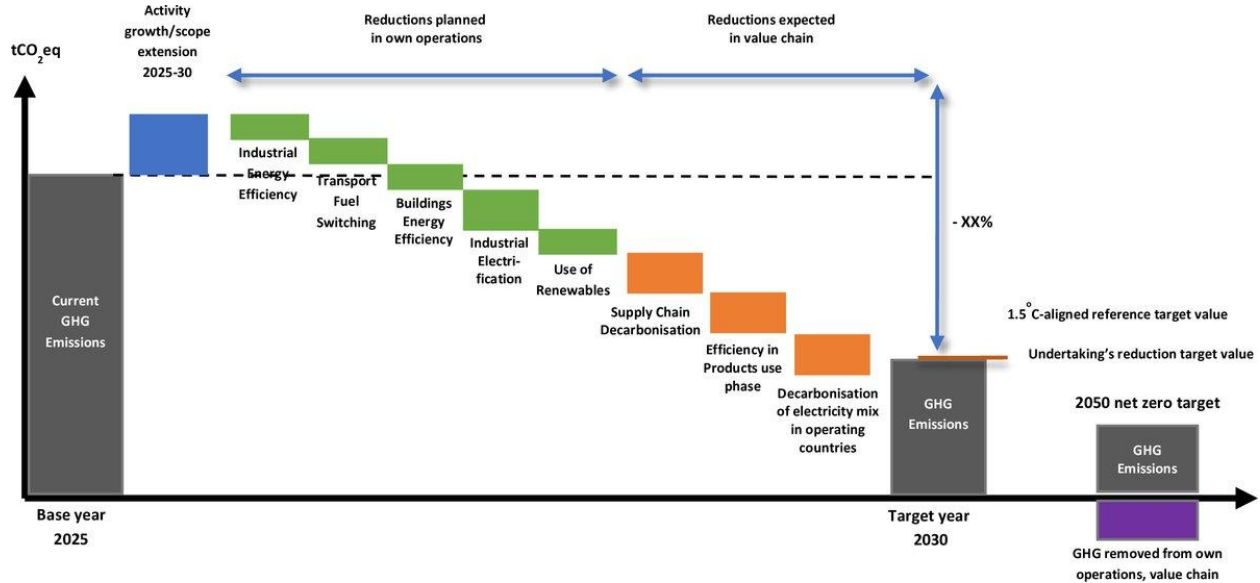 Activity
growth/scope
extension
2025-30
Reductions planned
in own operations
Reductions expected
in value chain
tCO2eq
Industrial
Energy
Efficiency
Transport
Fuel
Switching
Buildings
Energy
Efficiency
Industrial
Electri-
fication
Use of
Renewables
Supply Chain
Decarbonisation
Efficiency in
Products use
phase
Decarbonisation
of electricity mix
in operating
countries
- XX%
1.5°C-aligned reference target value
Undertaking's reduction target value
Current
GHG
Emissions
GHG
Emissions
2050 net zero target
GHG
Emissions
Base year
2025
Target year
2030
GHG removed from own
operations, value chain